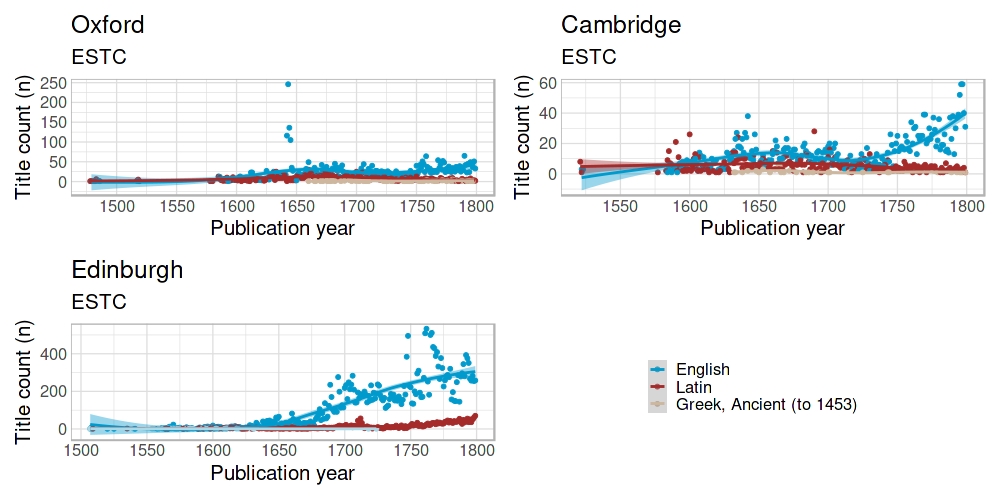 Oxford
ESTC
Title count (n)
250
200
150
100
50
0
1500 1550 1600 1650 1700 1750 1800
Publication year
Cambridge
ESTC
Title count (n)
60
40
20
0
1550 1600 1650 1700 1750 1800
Publication year
Edinburgh
ESTC
Title count (n)
400
200
0
1500 1550 1600 1650 1700 1750 1800
Publication year
English
Latin
Greek, Ancient (to 1453)